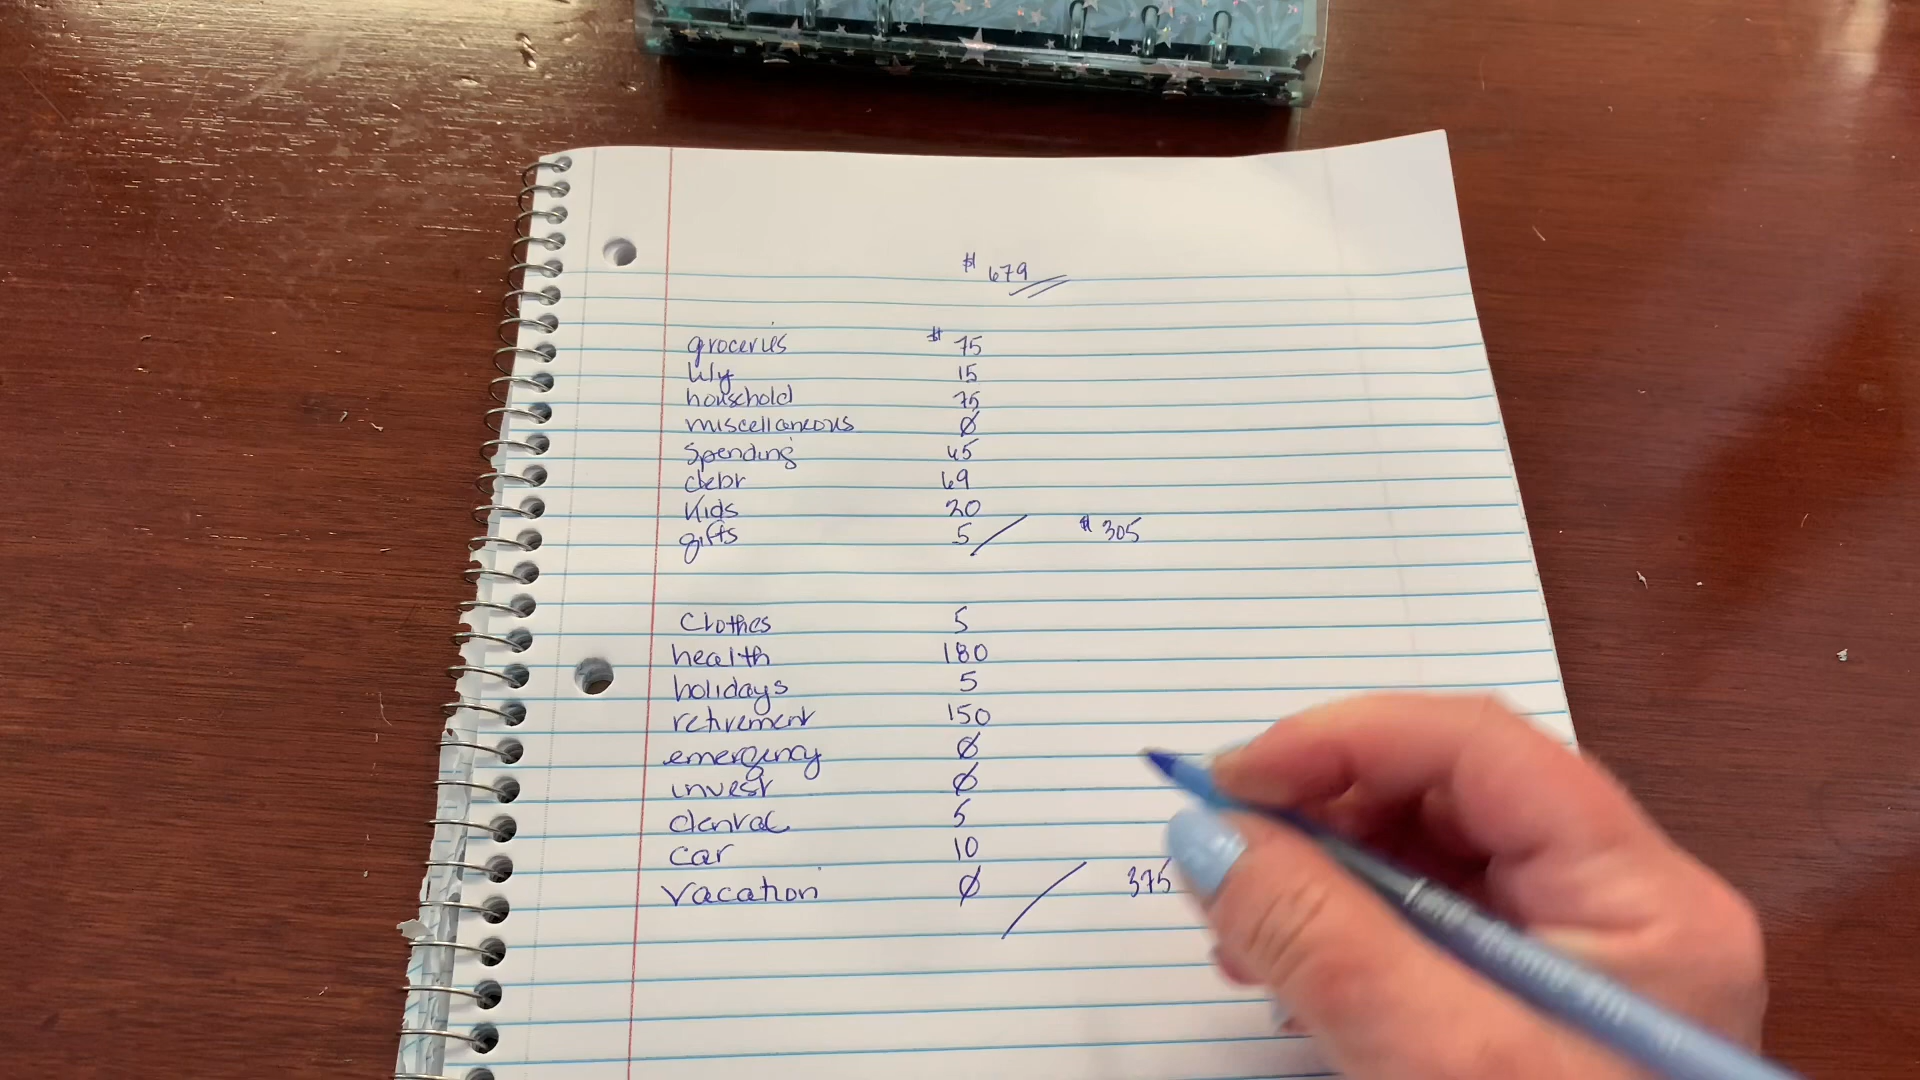 $ 679
groceries $ 75
lily 15
household 75
miscellaneous Ø
Spending 45
debt 69
Kids 20
gifts 5 $ 305
Clothes 5
health 180
holidays 5
retirement 150
emergency Ø
invest Ø
dental 5
car 10
Vacation Ø 375